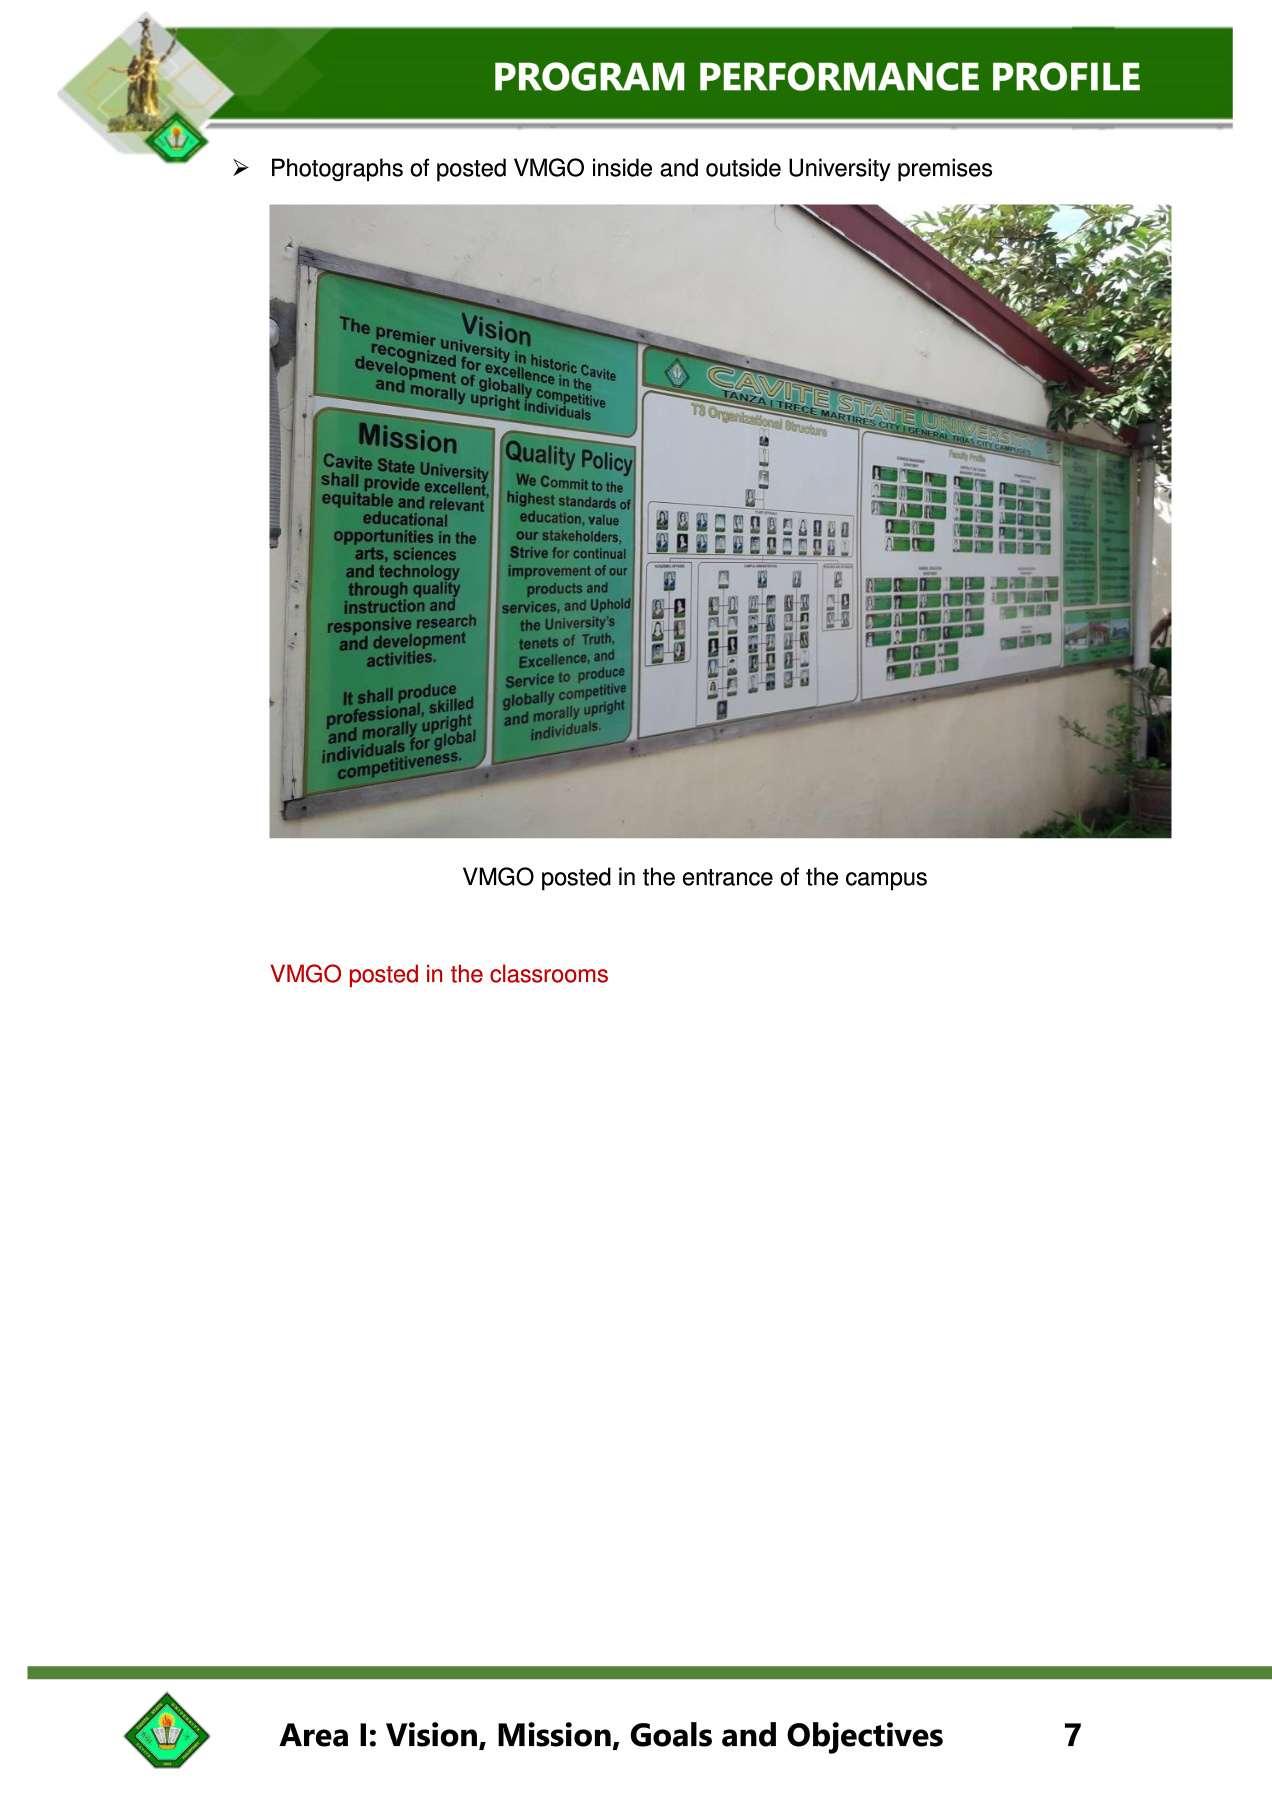 PROGRAM PERFORMANCE PROFILE
Photographs of posted VMGO inside and outside University premises
Vision
The premier university in historic Cavite
recognized for excellence in the
development of globally competitive
and morally upright individuals
Mission
Cavite State University
shall provide excellent,
equitable and relevant
educational
opportunities in the
arts, sciences
and technology
through quality
instruction and
responsive research
and development
activities.
It shall produce
professional, skilled
and morally upright
individuals for global
competitiveness.
Quality Policy
We Commit to the
highest standards of
education, value
our stakeholders,
Strive for continual
improvement of our
products and
services, and Uphold
the University's
tenets of Truth,
Excellence, and
Service to produce
globally competitive
and morally upright
individuals.
CAVITE STATE UNIVERSITY
TANZA | TRECE MARTIRES CITY | GENERAL TRIAS CITY CAMPUSES
T3 Organizational Structure
Faculty Profile
VMGO posted in the entrance of the campus
VMGO posted in the classrooms
Area I: Vision, Mission, Goals and Objectives 7